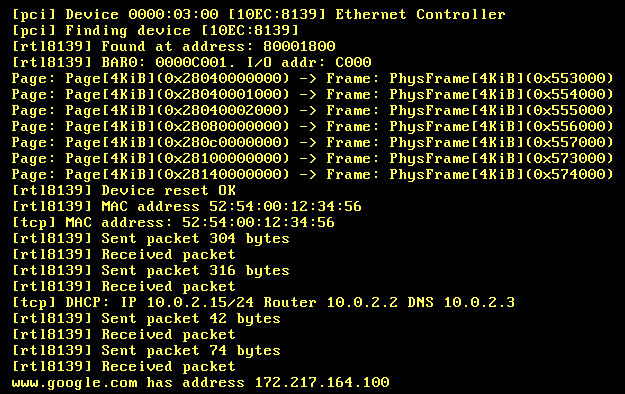 [pci] Device 0000:03:00 [10EC:8139] Ethernet Controller
[pci] Finding device [10EC:8139]
[rtl8139] Found at address: 80001800
[rtl8139] BAR0: 0000C001. I/O addr: C000
Page: Page[4KiB](0x28040000000) -> Frame: PhysFrame[4KiB](0x553000)
Page: Page[4KiB](0x28040001000) -> Frame: PhysFrame[4KiB](0x554000)
Page: Page[4KiB](0x28040002000) -> Frame: PhysFrame[4KiB](0x555000)
Page: Page[4KiB](0x28080000000) -> Frame: PhysFrame[4KiB](0x556000)
Page: Page[4KiB](0x280c0000000) -> Frame: PhysFrame[4KiB](0x557000)
Page: Page[4KiB](0x28100000000) -> Frame: PhysFrame[4KiB](0x573000)
Page: Page[4KiB](0x28140000000) -> Frame: PhysFrame[4KiB](0x574000)
[rtl8139] Device reset OK
[rtl8139] MAC address 52:54:00:12:34:56
[tcp] MAC address: 52:54:00:12:34:56
[rtl8139] Sent packet 304 bytes
[rtl8139] Received packet
[rtl8139] Sent packet 316 bytes
[rtl8139] Received packet
[tcp] DHCP: IP 10.0.2.15/24 Router 10.0.2.2 DNS 10.0.2.3
[rtl8139] Sent packet 42 bytes
[rtl8139] Received packet
[rtl8139] Sent packet 74 bytes
[rtl8139] Received packet
www.google.com has address 172.217.164.100